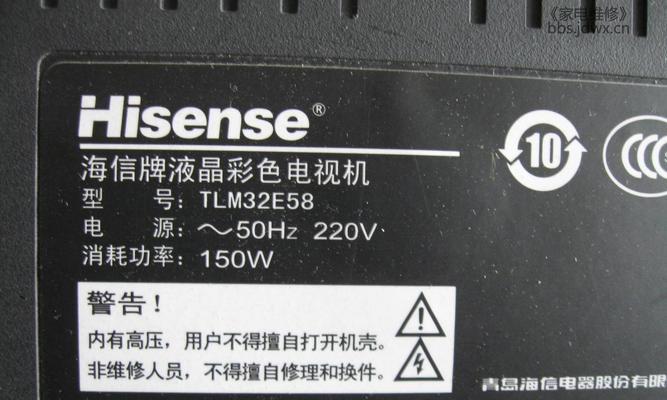 《家电维修》
bbs.jdwx.cn
Hisense®
海信牌液晶彩色电视机
型 号：TLM32E58
电 源：～50Hz 220V
消耗功率：150W
10
CCC
警告！
内有高压，用户不得擅自打开机壳。
非维修人员，不得擅自修理和换件。
青岛海信电器股份有限